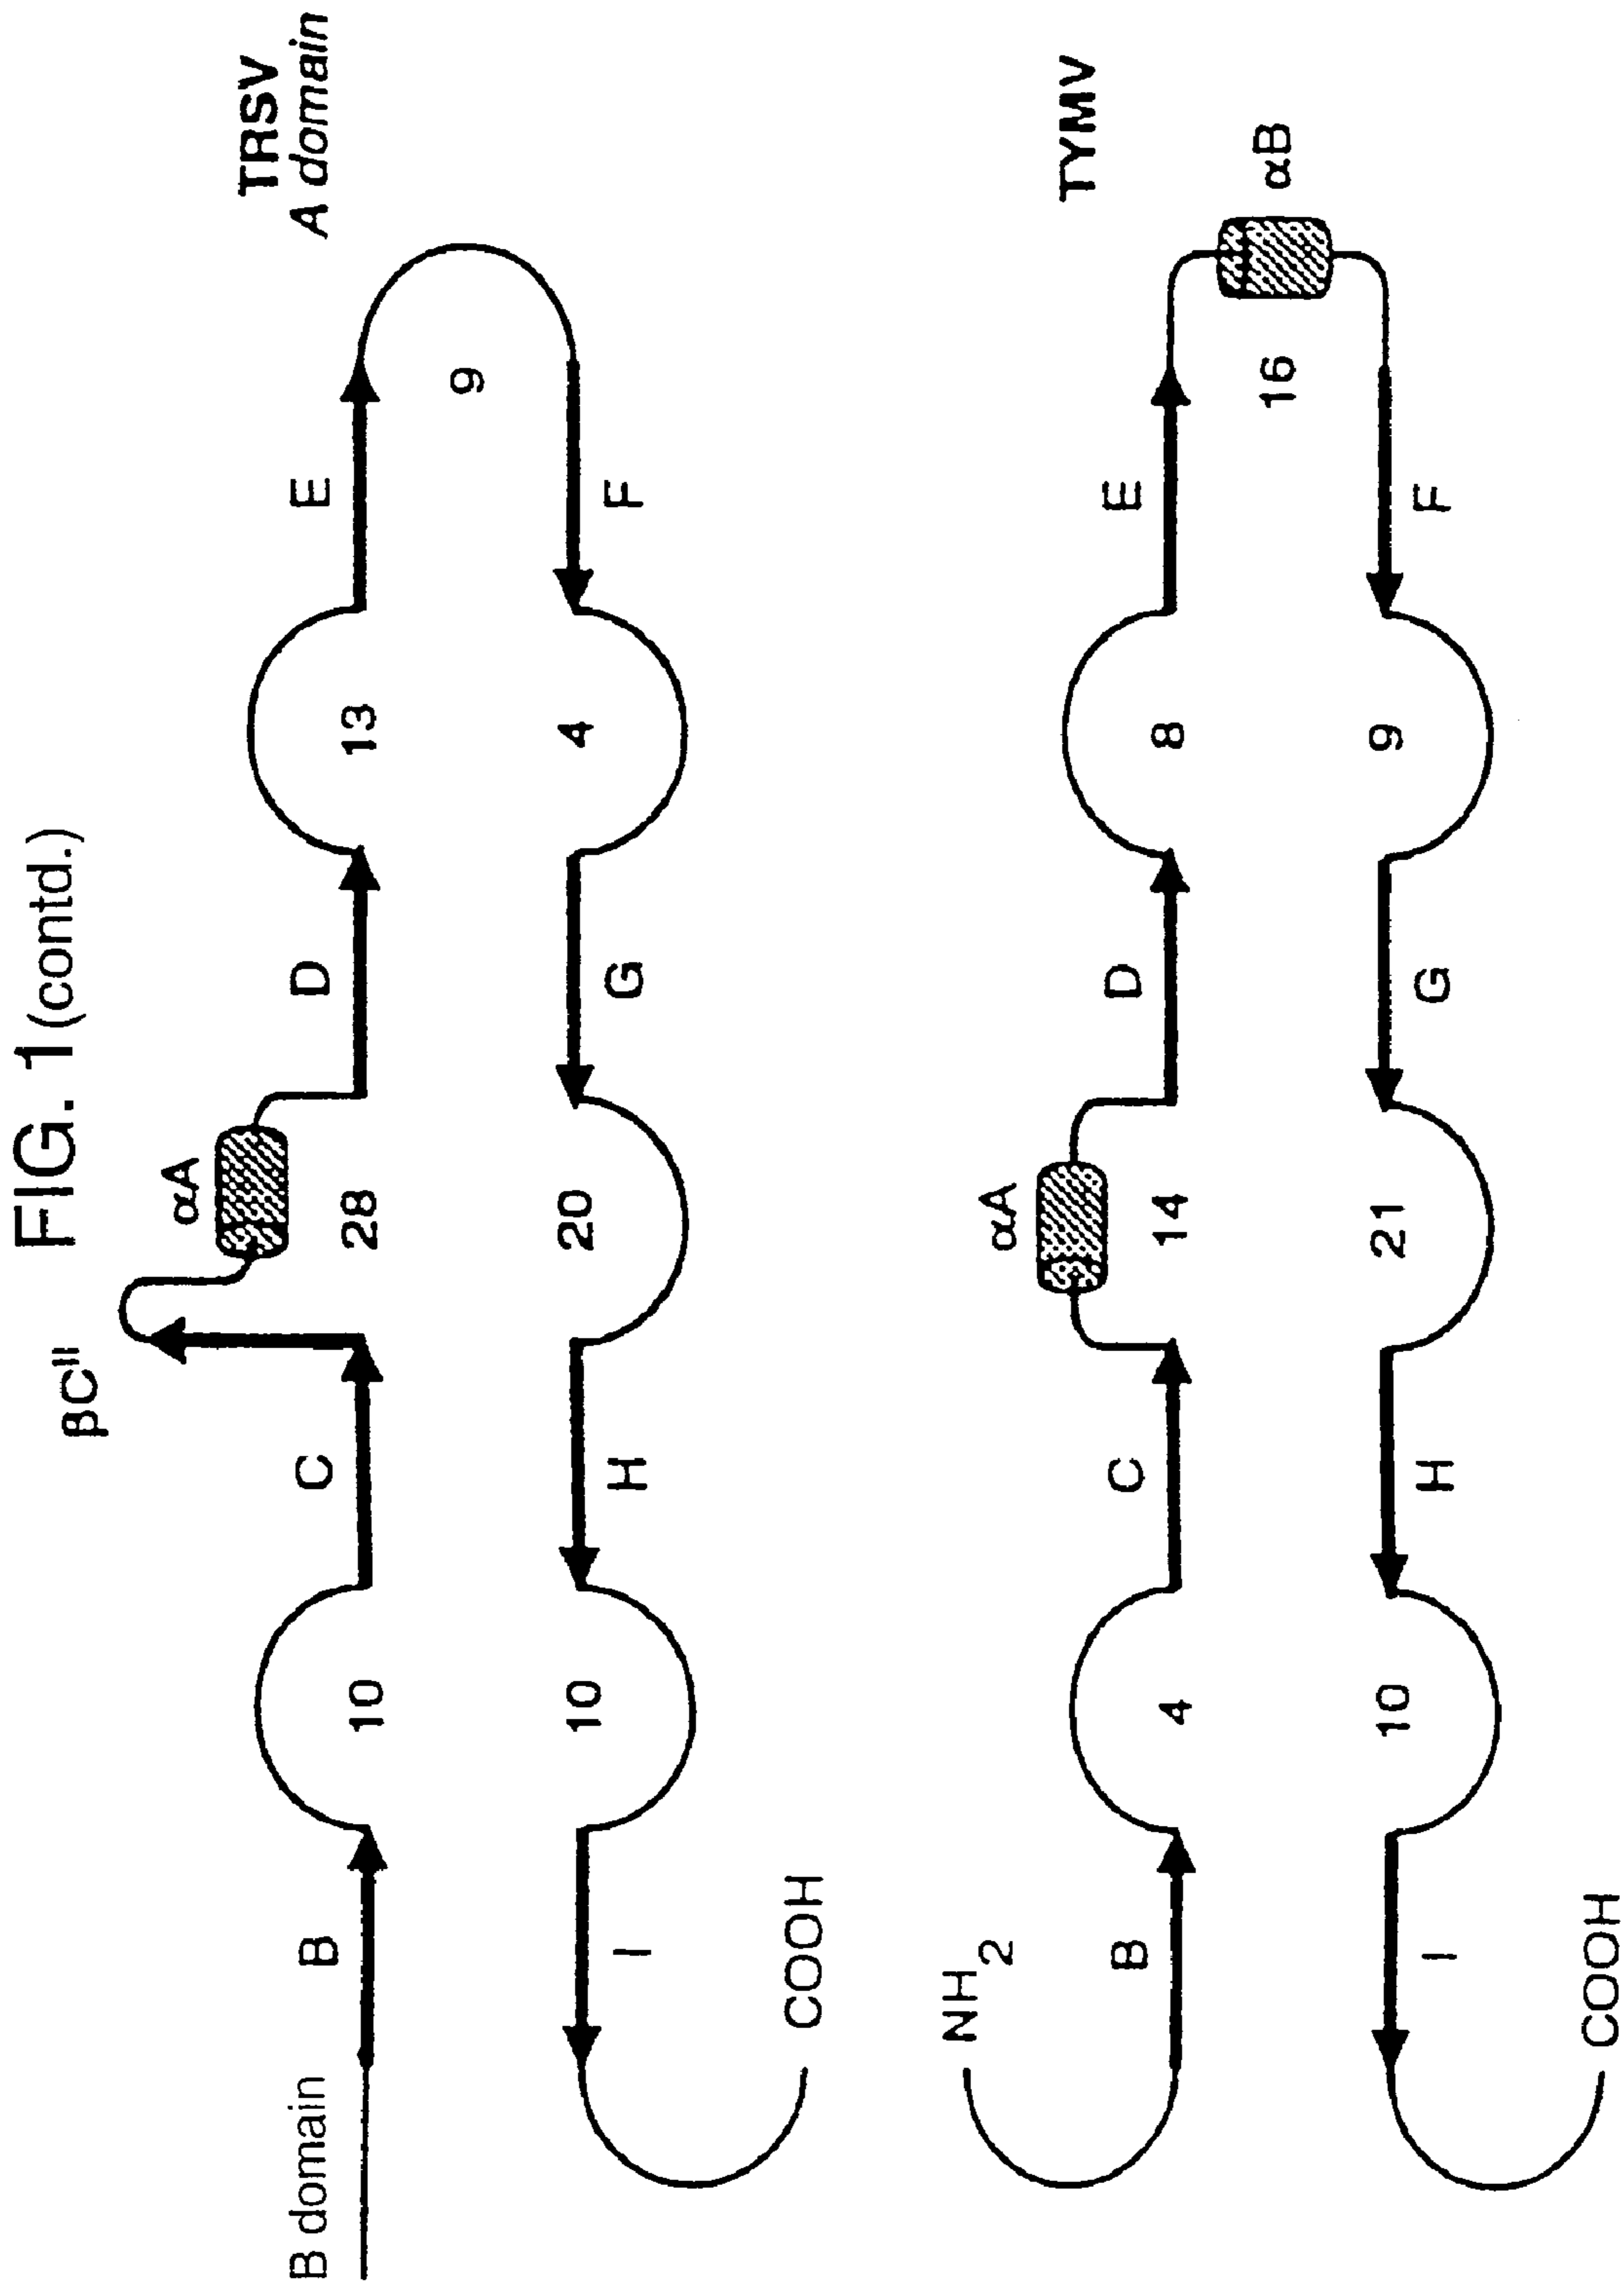 FIG. 1 (contd.)
TRSV
A domain
βC"
αA
B domain
B
C
D
E
10
28
13
9
10
20
4
I
H
G
F
COOH
TYMV
NH2
αA
αB
B
C
D
E
4
14
8
16
10
21
9
I
H
G
F
COOH